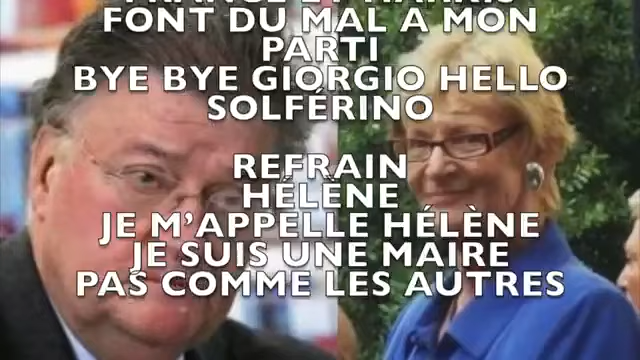 FONT DU MAL A MON
PARTI
BYE BYE GIORGIO HELLO
SOLFÉRINO
REFRAIN
HÉLÈNE
JE M'APPELLE HÉLÈNE
JE SUIS UNE MAIRE
PAS COMME LES AUTRES